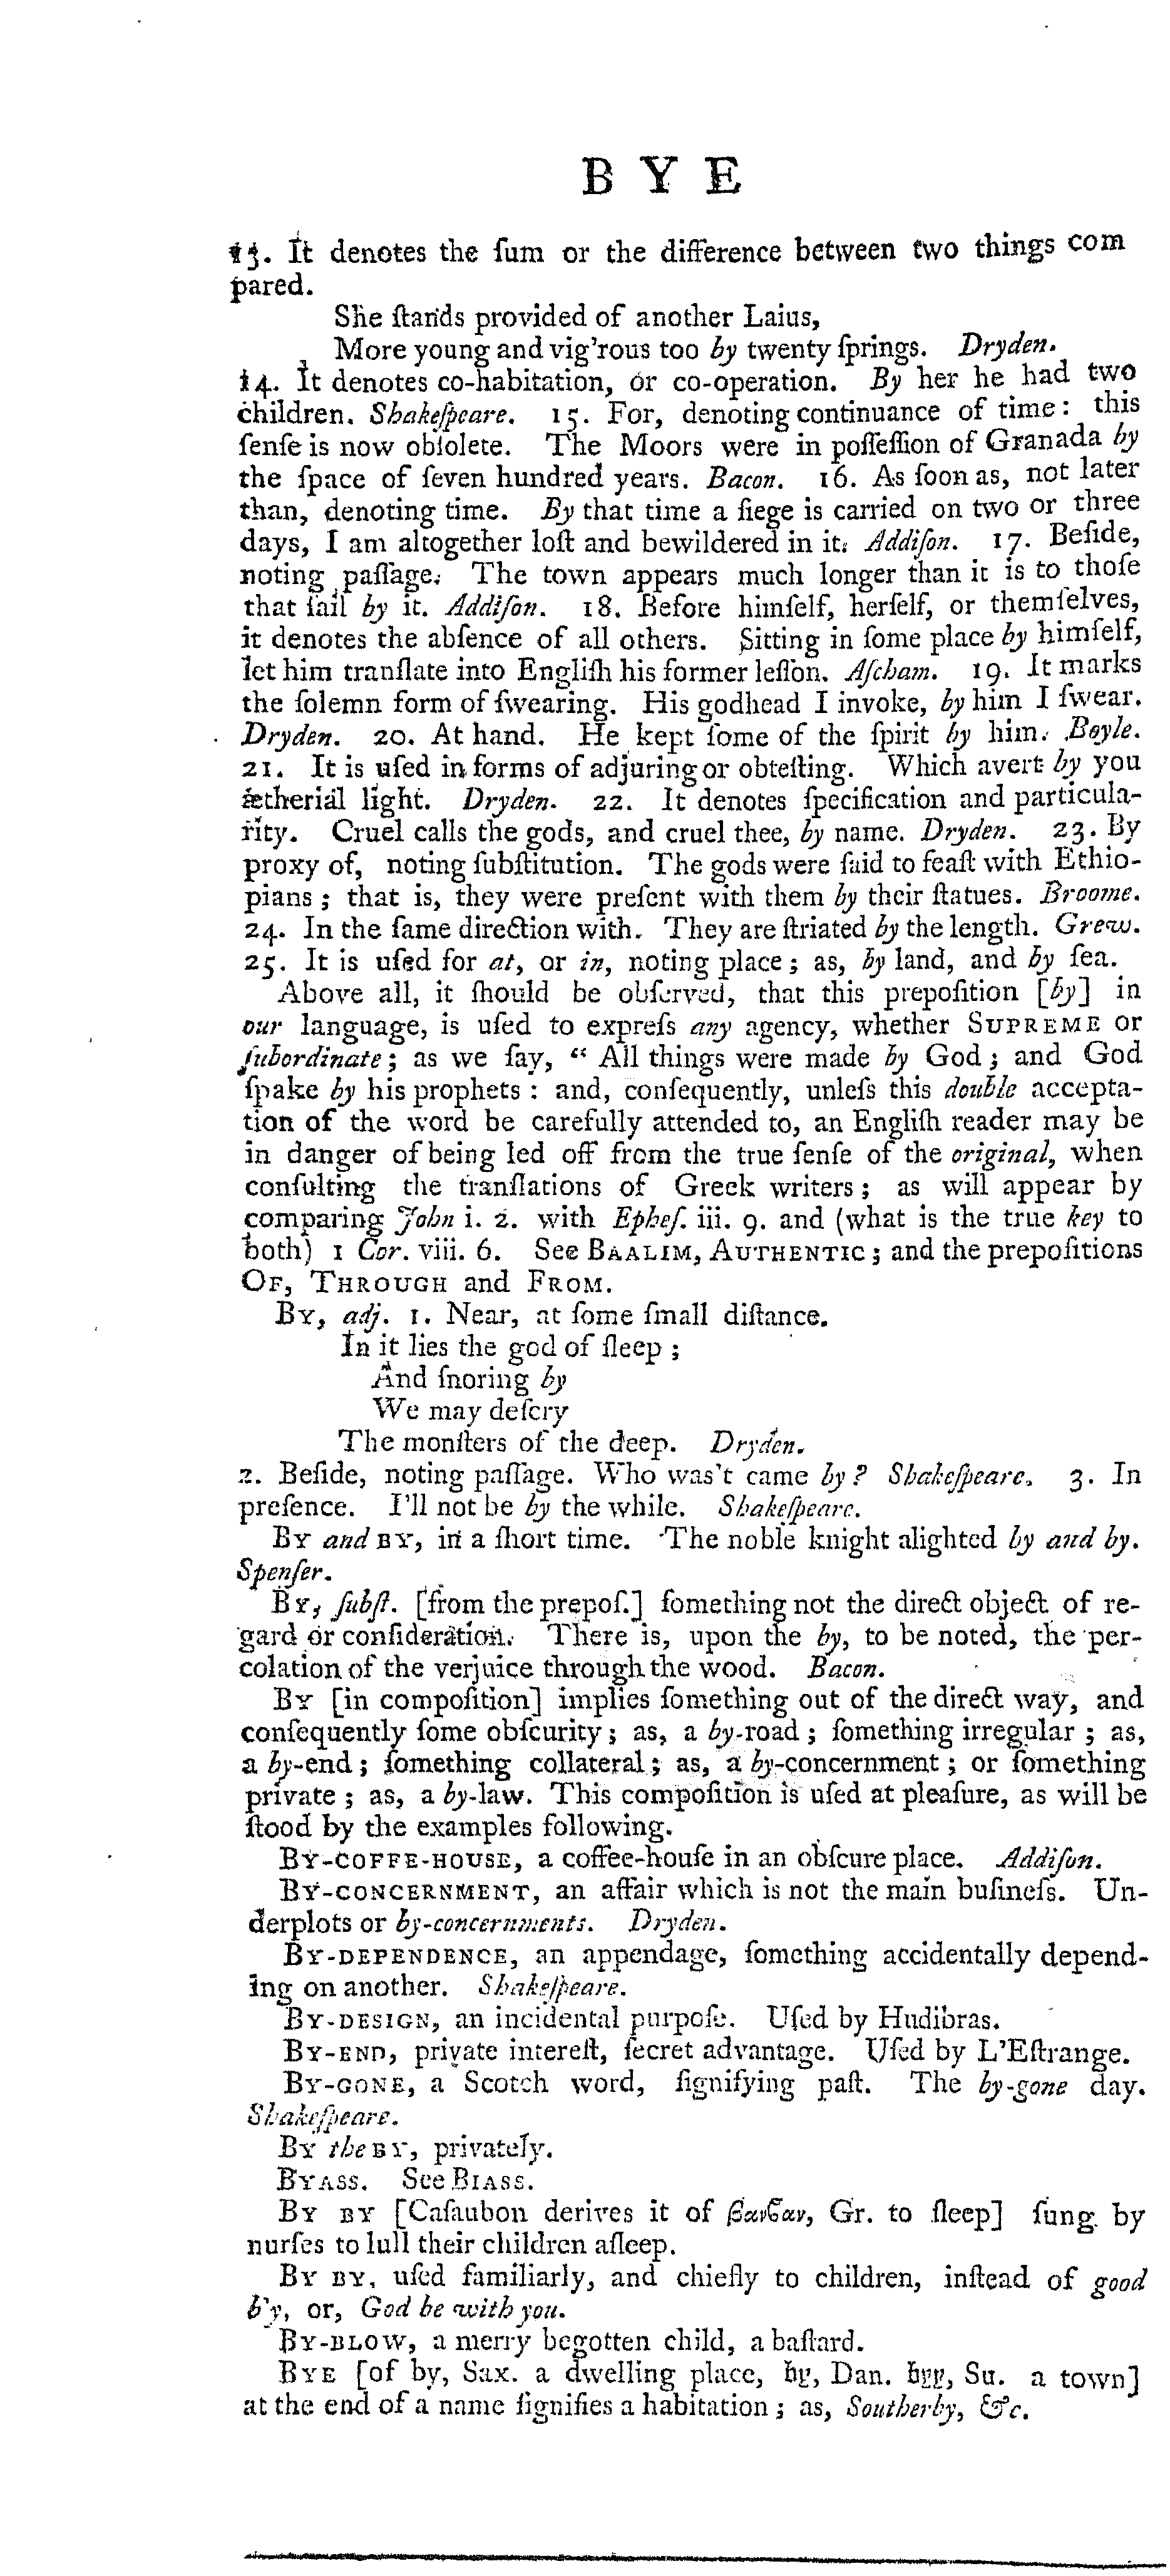 B Y E
13. It denotes the ſum or the difference between two things com
pared.
She ſtands provided of another Laius,
More young and vig'rous too by twenty ſprings. Dryden.
14. It denotes co-habitation, or co-operation. By her he had two
children. Shakeſpeare. 15. For, denoting continuance of time: this
ſenſe is now obſolete. The Moors were in poſſeſſion of Granada by
the ſpace of ſeven hundred years. Bacon. 16. As ſoon as, not later
than, denoting time. By that time a ſiege is carried on two or three
days, I am altogether loſt and bewildered in it. Addiſon. 17. Beſide,
noting paſſage. The town appears much longer than it is to thoſe
that ſail by it. Addiſon. 18. Before himſelf, herſelf, or themſelves,
it denotes the abſence of all others. Sitting in ſome place by himſelf,
let him tranſlate into Engliſh his former leſſon. Aſcham. 19. It marks
the ſolemn form of ſwearing. His godhead I invoke, by him I ſwear.
Dryden. 20. At hand. He kept ſome of the ſpirit by him. Boyle.
21. It is uſed in forms of adjuring or obteſting. Which avert by you
ætherial light. Dryden. 22. It denotes ſpecification and particula-
rity. Cruel calls the gods, and cruel thee, by name. Dryden. 23. By
proxy of, noting ſubſtitution. The gods were ſaid to feaſt with Ethio-
pians; that is, they were preſent with them by their ſtatues. Broome.
24. In the ſame direction with. They are ſtriated by the length. Grew.
25. It is uſed for at, or in, noting place; as, by land, and by ſea.
Above all, it ſhould be obſerved, that this prepoſition [by] in
our language, is uſed to expreſs any agency, whether SUPREME or
ſubordinate; as we ſay, “ All things were made by God; and God
ſpake by his prophets: and, conſequently, unleſs this double accepta-
tion of the word be carefully attended to, an Engliſh reader may be
in danger of being led off from the true ſenſe of the original, when
conſulting the tranſlations of Greek writers; as will appear by
comparing John i. 2. with Epheſ. iii. 9. and (what is the true key to
both) 1 Cor. viii. 6. See BAALIM, AUTHENTIC; and the prepoſitions
OF, THROUGH and FROM.
BY, adj. 1. Near, at ſome ſmall diſtance.
In it lies the god of ſleep;
And ſnoring by
We may deſcry
The monſters of the deep. Dryden.
2. Beſide, noting paſſage. Who was't came by? Shakeſpeare. 3. In
preſence. I'll not be by the while. Shakeſpeare.
BY and BY, in a ſhort time. The noble knight alighted by and by.
Spenſer.
BY, ſubſt. [from the prepoſ.] ſomething not the direct object of re-
gard or conſideration. There is, upon the by, to be noted, the per-
colation of the verjuice through the wood. Bacon.
BY [in compoſition] implies ſomething out of the direct way, and
conſequently ſome obſcurity; as, a by-road; ſomething irregular; as,
a by-end; ſomething collateral; as, a by-concernment; or ſomething
private; as, a by-law. This compoſition is uſed at pleaſure, as will be
ſtood by the examples following.
BY-COFFE-HOUSE, a coffee-houſe in an obſcure place. Addiſon.
BY-CONCERNMENT, an affair which is not the main buſineſs. Un-
derplots or by-concernments. Dryden.
BY-DEPENDENCE, an appendage, ſomething accidentally depend-
ing on another. Shakeſpeare.
BY-DESIGN, an incidental purpoſe. Uſed by Hudibras.
BY-END, private intereſt, ſecret advantage. Uſed by L'Eſtrange.
BY-GONE, a Scotch word, ſignifying paſt. The by-gone day.
Shakeſpeare.
BY the BY, privately.
BYASS. See BIASS.
BY BY [Caſaubon derives it of βαυϐαν, Gr. to ſleep] ſung by
nurſes to lull their children aſleep.
BY BY, uſed familiarly, and chiefly to children, inſtead of good
b'y, or, God be with you.
BY-BLOW, a merry begotten child, a baſtard.
BYE [of by, Sax. a dwelling place, by, Dan. byy, Su. a town]
at the end of a name ſignifies a habitation; as, Southerby, &c.